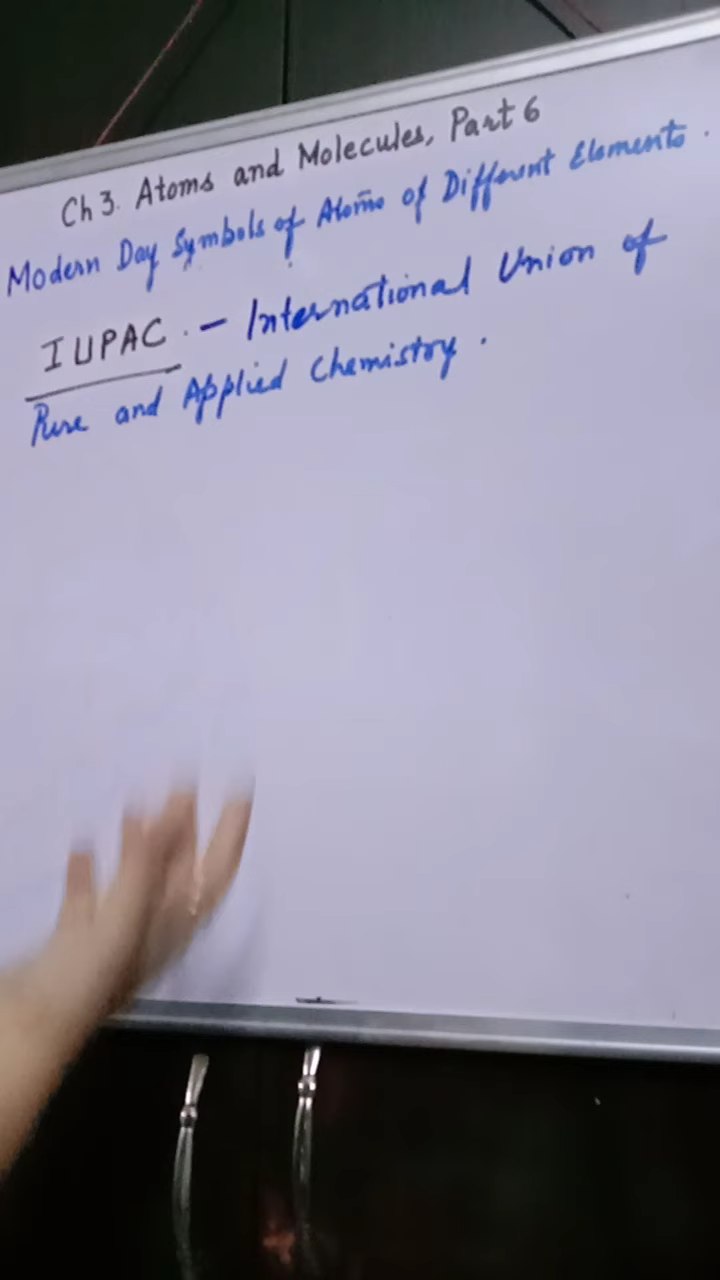 Ch 3. Atoms and Molecules, Part 6
Modern Day Symbols of Atoms of Different Elements.
IUPAC. - International Union of
Pure and Applied Chemistry.